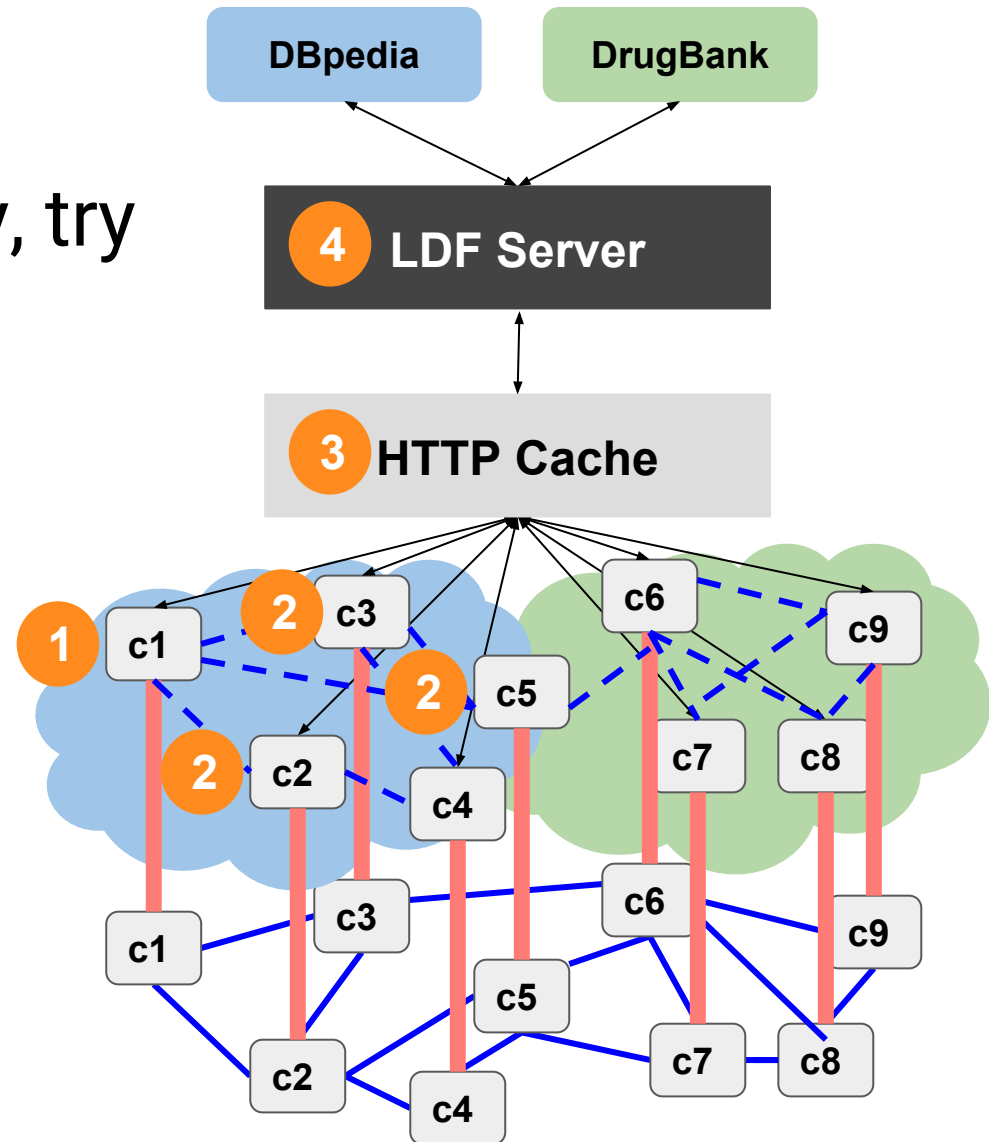 DBpedia DrugBank
, try
4 LDF Server
3 HTTP Cache
1 c1 2 c3 c6 c9
2 c5
2 c2 c4 c7 c8
c1 c3 c6 c9
c5
c2 c4 c7 c8